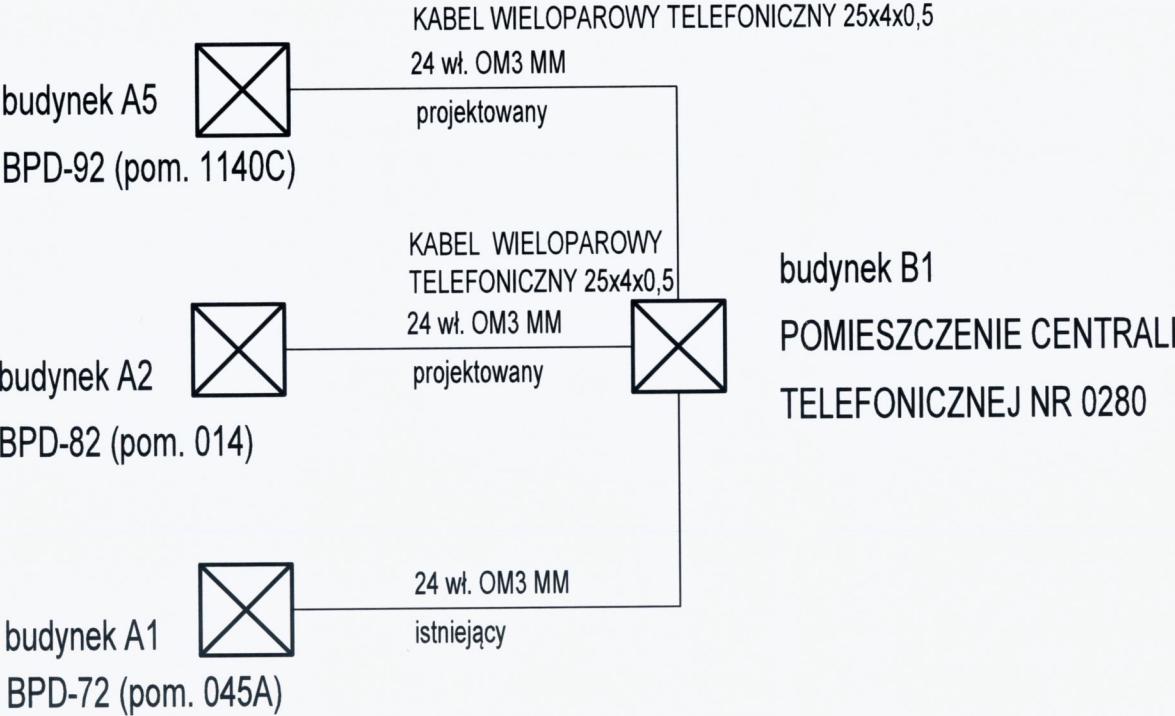 KABEL WIELOPAROWY TELEFONICZNY 25x4x0,5
24 wł. OM3 MM
projektowany
budynek A5
BPD-92 (pom. 1140C)
KABEL WIELOPAROWY
TELEFONICZNY 25x4x0,5
24 wł. OM3 MM
projektowany
budynek A2
BPD-82 (pom. 014)
budynek B1
POMIESZCZENIE CENTRALI
TELEFONICZNEJ NR 0280
24 wł. OM3 MM
istniejący
budynek A1
BPD-72 (pom. 045A)